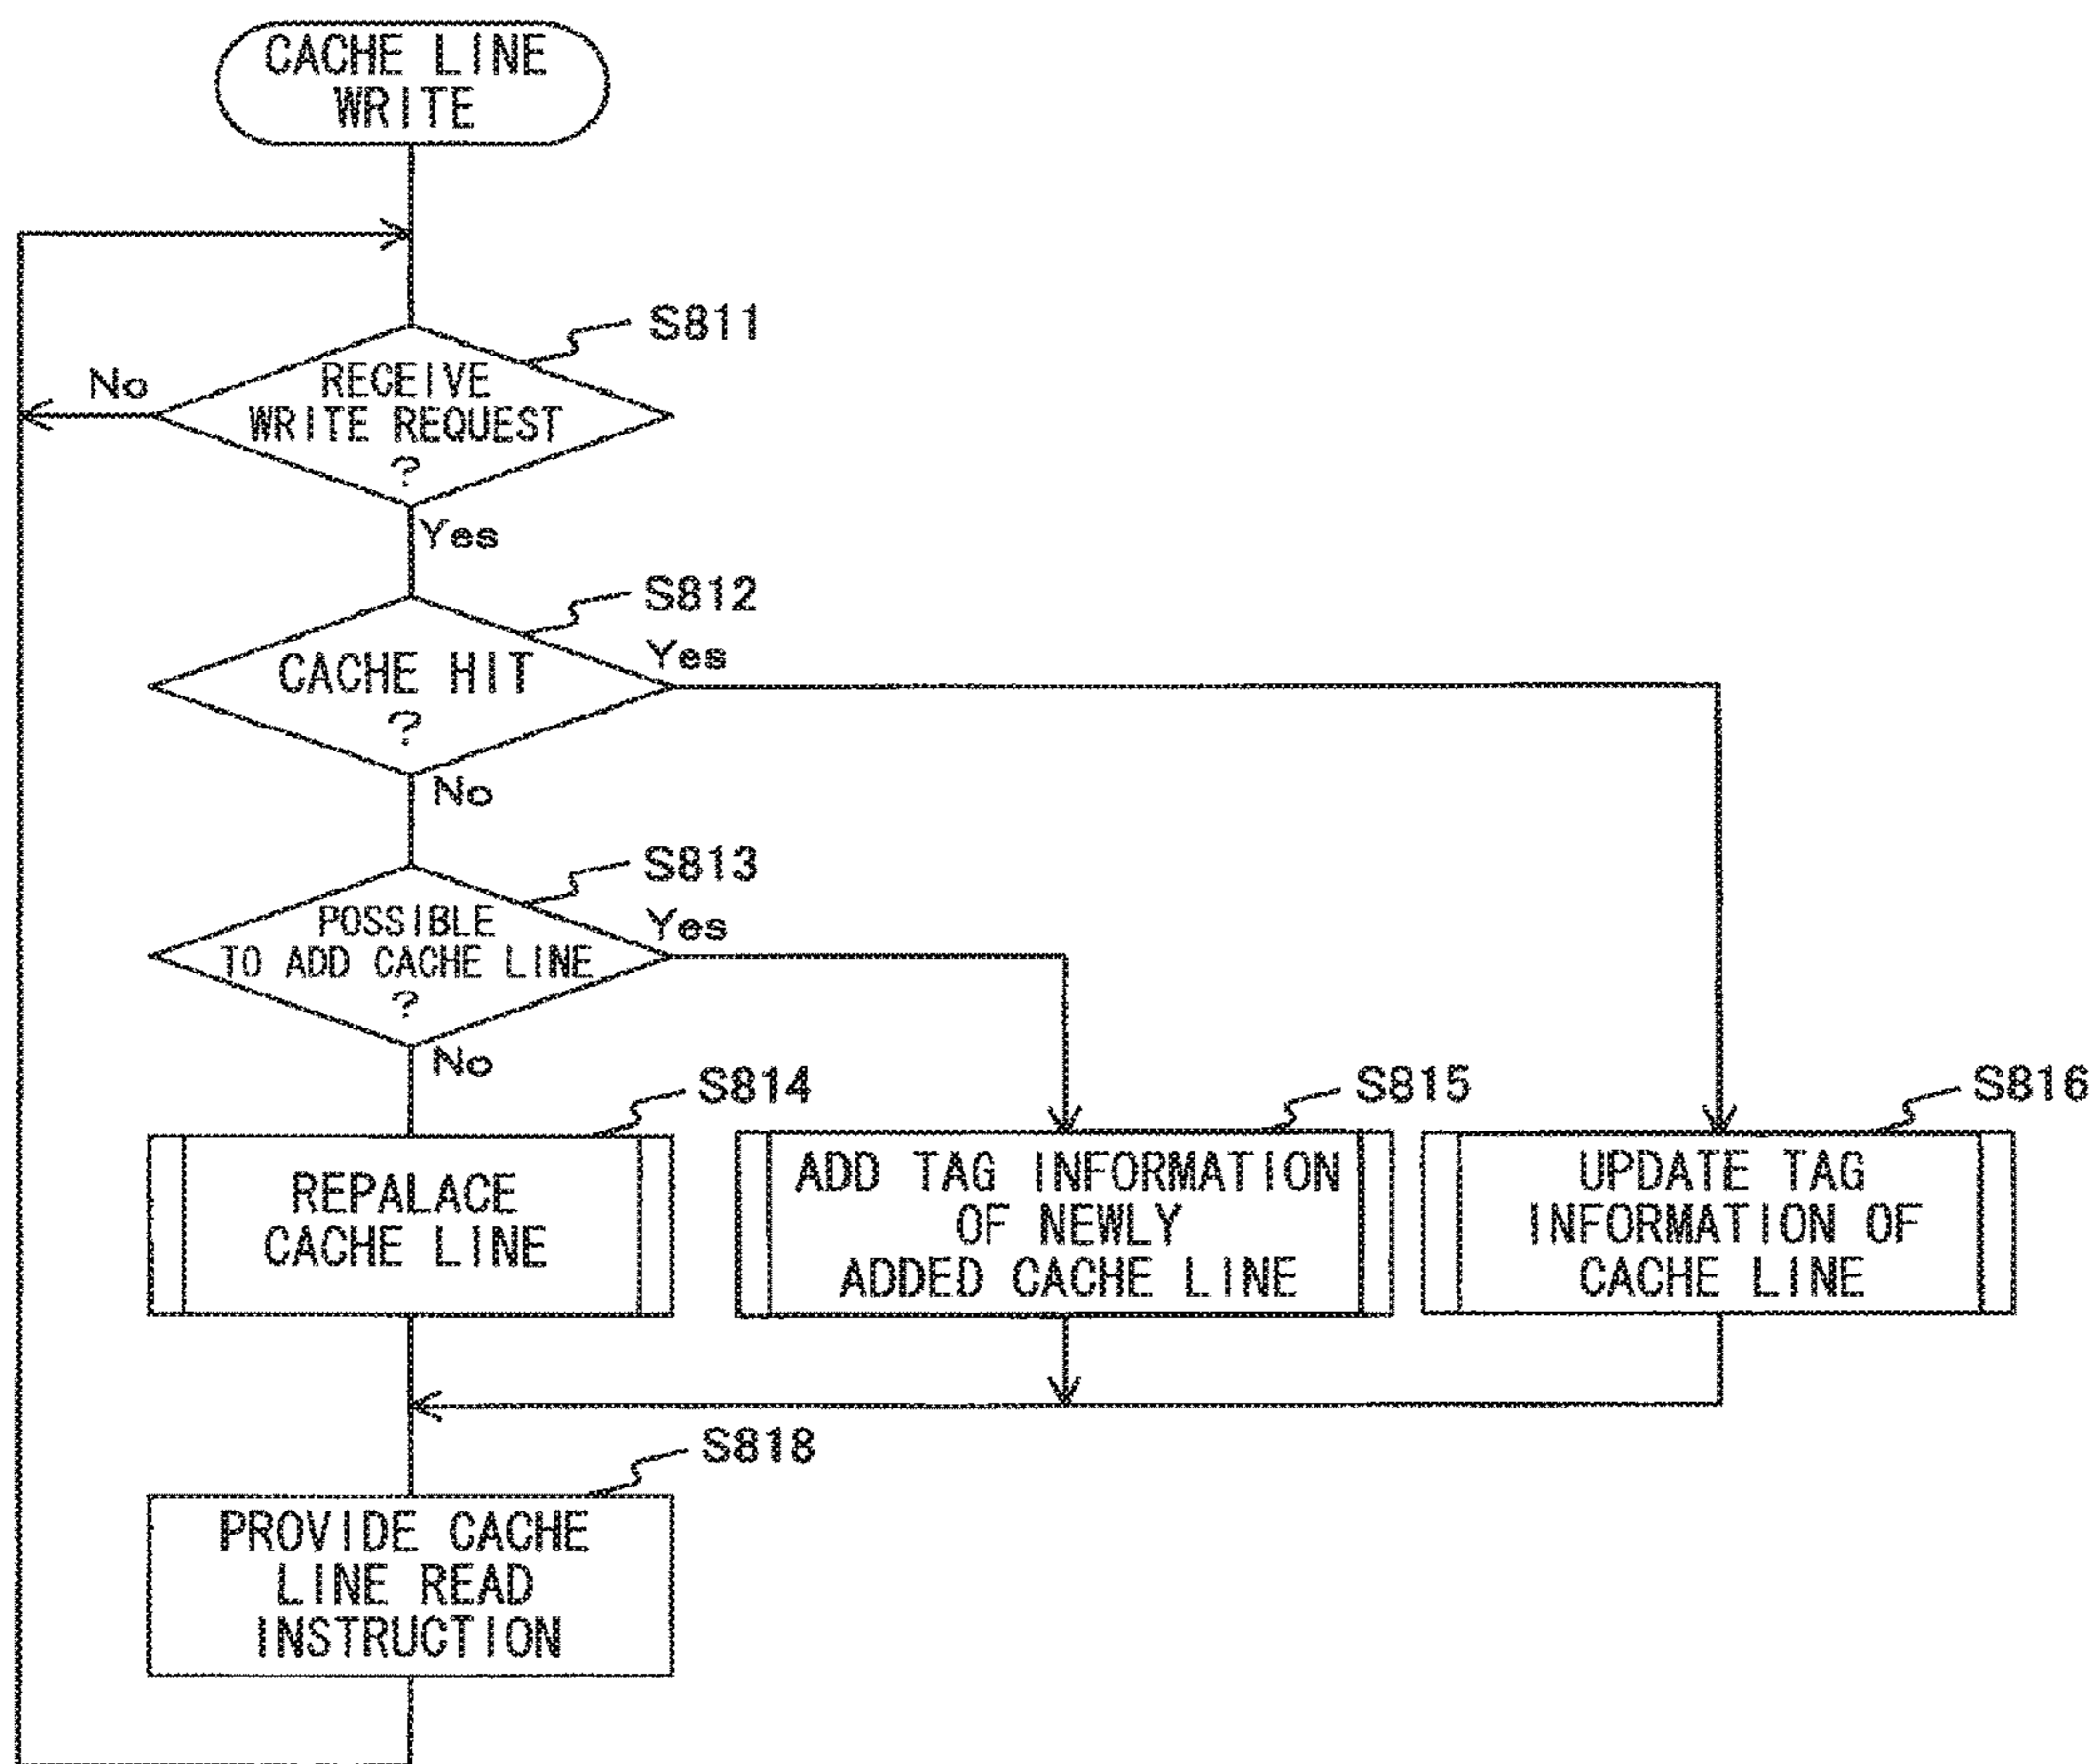 CACHE LINE
WRITE
S811
No
RECEIVE
WRITE REQUEST
?
Yes
S812
Yes
CACHE HIT
?
No
S813
Yes
POSSIBLE
TO ADD CACHE LINE
?
No
S814
REPALACE
CACHE LINE
S815
ADD TAG INFORMATION
OF NEWLY
ADDED CACHE LINE
S816
UPDATE TAG
INFORMATION OF
CACHE LINE
S818
PROVIDE CACHE
LINE READ
INSTRUCTION